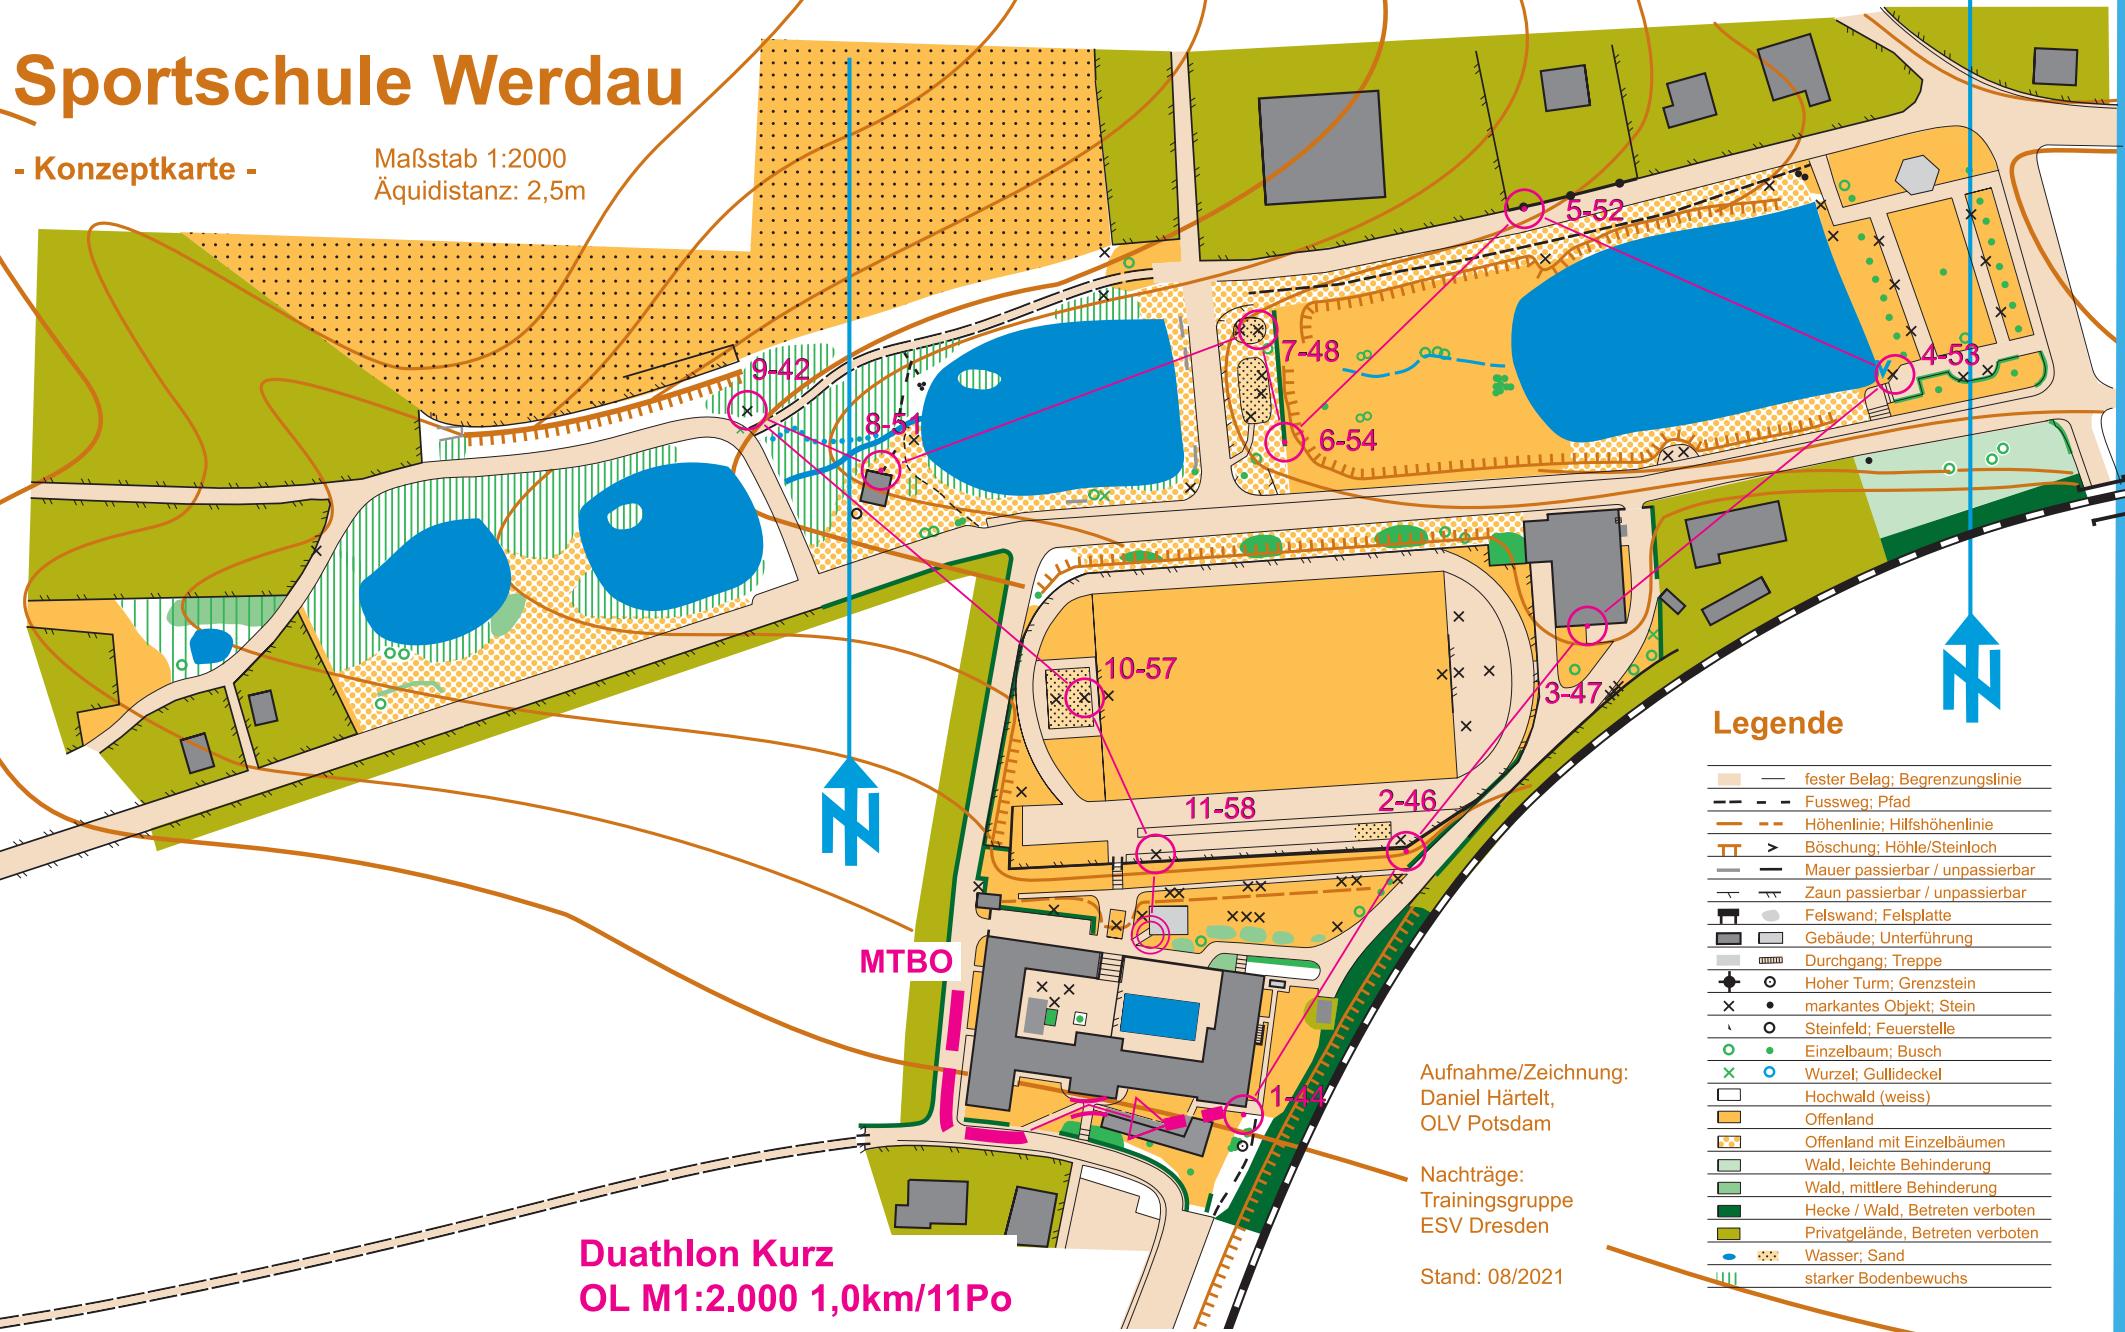 Sportschule Werdau
- Konzeptkarte -
Maßstab 1:2000
Äquidistanz: 2,5m
5-52
7-48
4-53
9-42
8-51
6-54
10-57
3-47
11-58
2-46
MTBO
1-44
Duathlon Kurz
OL M1:2.000 1,0km/11Po
Aufnahme/Zeichnung:
Daniel Härtelt,
OLV Potsdam
Nachträge:
Trainingsgruppe
ESV Dresden
Stand: 08/2021
Legende
fester Belag; Begrenzungslinie
Fussweg; Pfad
Höhenlinie; Hilfshöhenlinie
Böschung; Höhle/Steinloch
Mauer passierbar / unpassierbar
Zaun passierbar / unpassierbar
Felswand; Felsplatte
Gebäude; Unterführung
Durchgang; Treppe
Hoher Turm; Grenzstein
markantes Objekt; Stein
Steinfeld; Feuerstelle
Einzelbaum; Busch
Wurzel; Gullideckel
Hochwald (weiss)
Offenland
Offenland mit Einzelbäumen
Wald, leichte Behinderung
Wald, mittlere Behinderung
Hecke / Wald, Betreten verboten
Privatgelände, Betreten verboten
Wasser; Sand
starker Bodenbewuchs